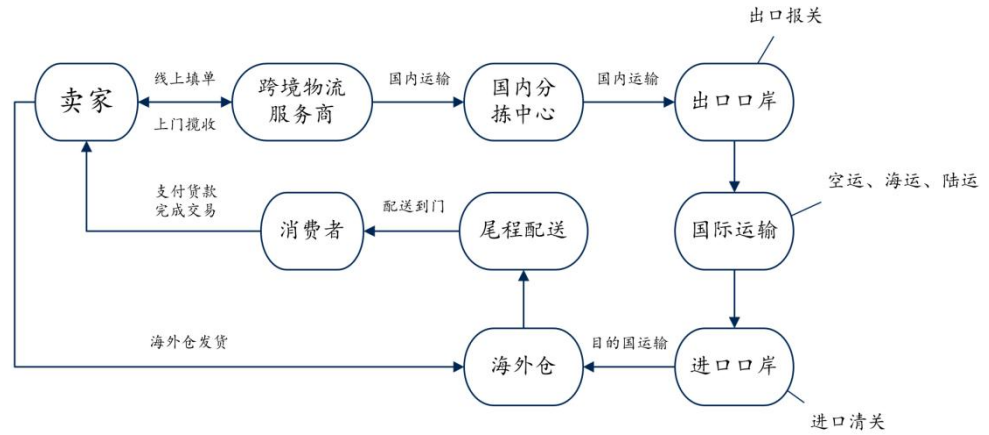 出口报关
卖家
线上填单
上门揽收
跨境物流
服务商
国内运输
国内分
拣中心
国内运输
出口口岸
空运、海运、陆运
支付货款
完成交易
消费者
配送到门
尾程配送
国际运输
海外仓发货
海外仓
目的国运输
进口口岸
进口清关